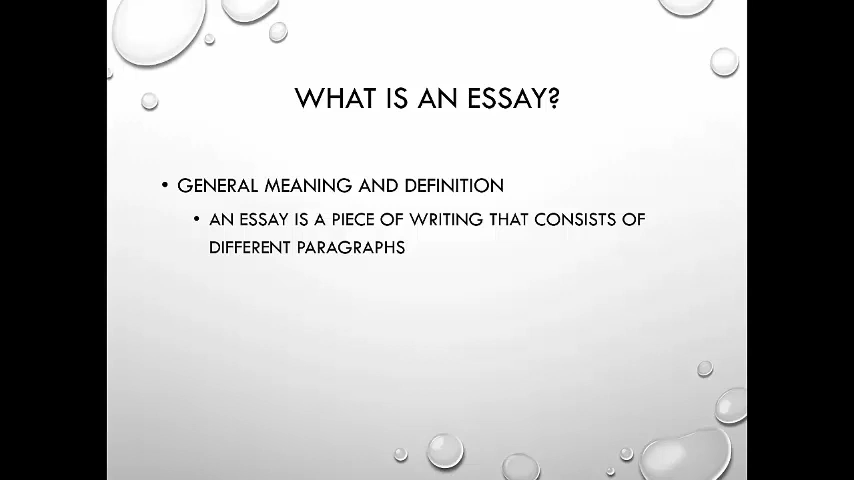 WHAT IS AN ESSAY?
• GENERAL MEANING AND DEFINITION
• AN ESSAY IS A PIECE OF WRITING THAT CONSISTS OF
DIFFERENT PARAGRAPHS